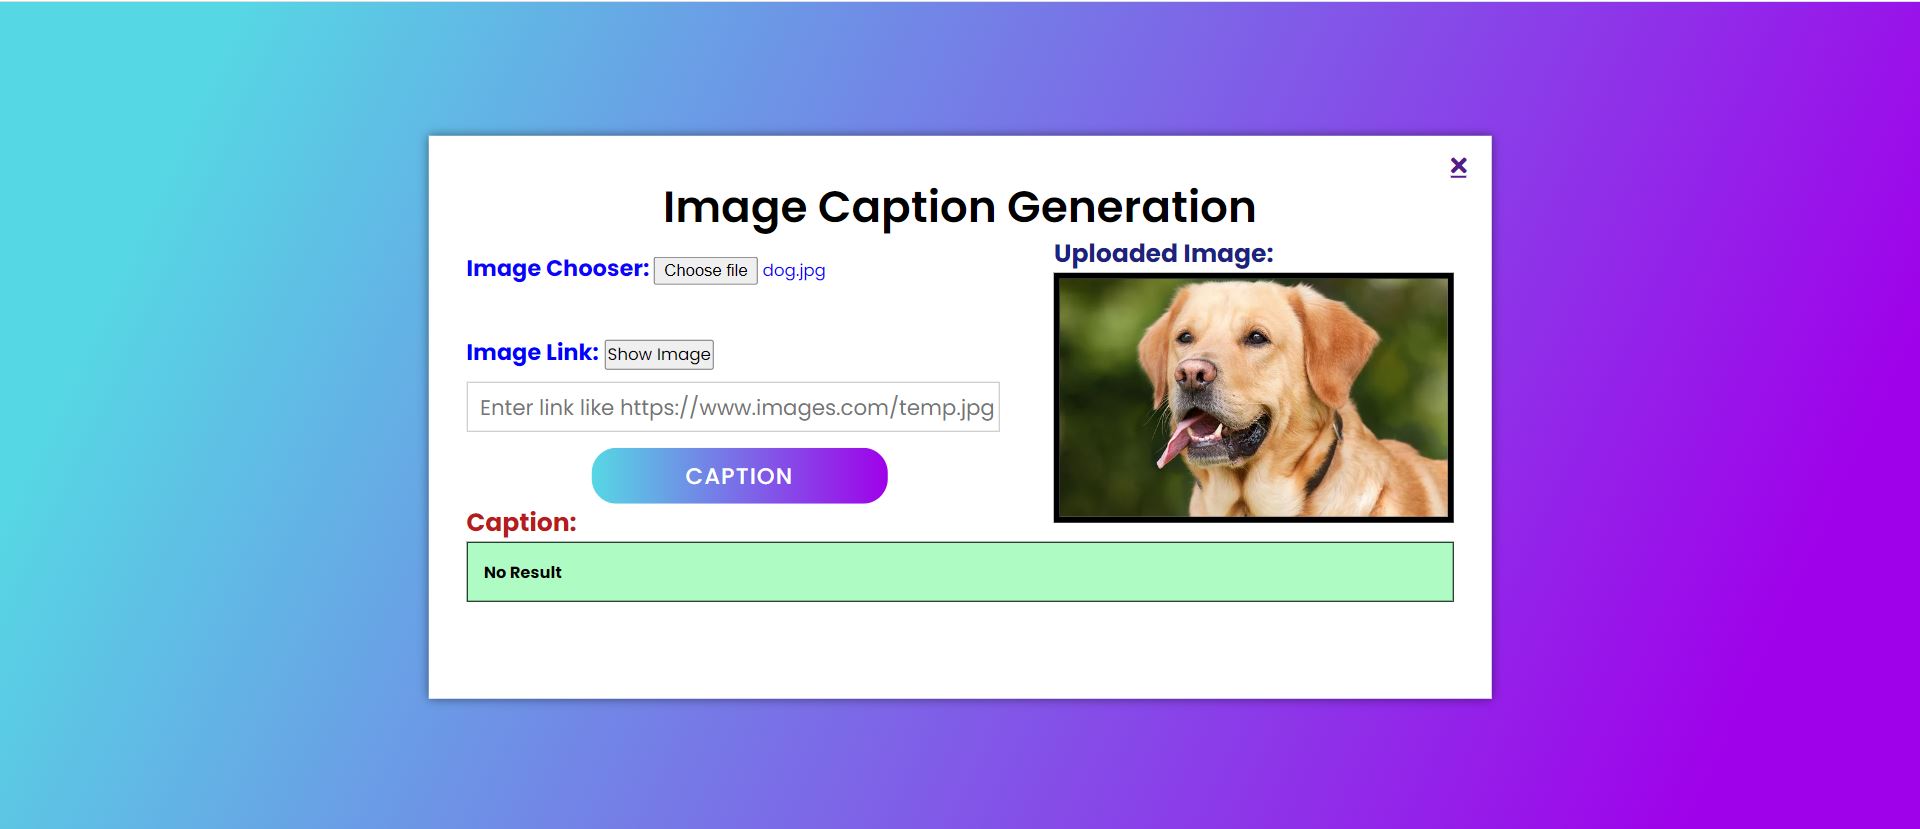 ×
Image Caption Generation
Image Chooser: Choose file dog.jpg
Uploaded Image:
Image Link: Show Image
Enter link like https://www.images.com/temp.jpg
CAPTION
Caption:
No Result